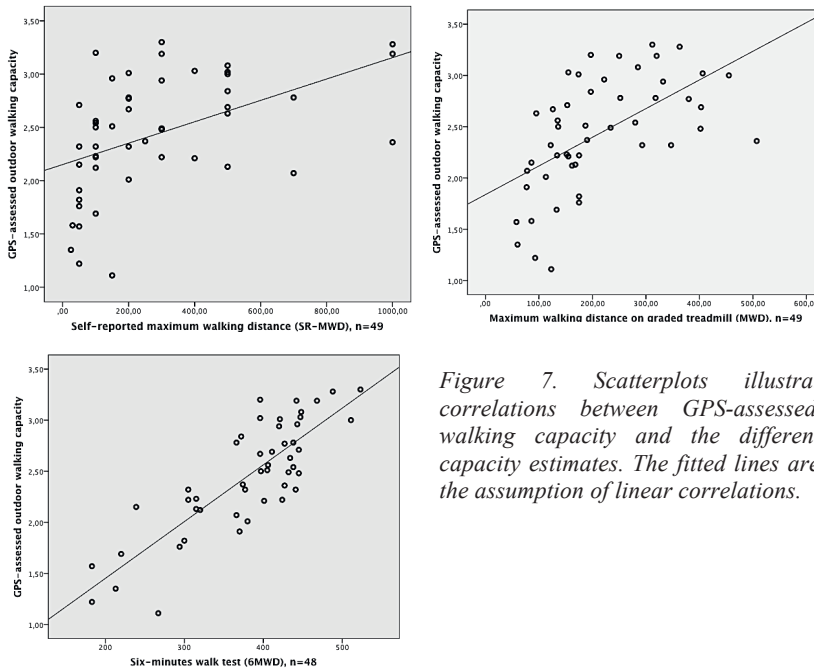 3,50
3,00
2,50
2,00
1,50
1,00
GPS-assessed outdoor walking capacity
,00 200,00 400,00 600,00 800,00 1000,00
Self-reported maximum walking distance (SR-MWD), n=49
3,50
3,00
2,50
2,00
1,50
1,00
GPS-assessed outdoor walking capacity
,00 100,00 200,00 300,00 400,00 500,00 600,0
Maximum walking distance on graded treadmill (MWD), n=49
3,50
3,00
2,50
2,00
1,50
1,00
GPS-assessed outdoor walking capacity
200 300 400 500
Six-minutes walk test (6MWD), n=48
Figure 7. Scatterplots illustra
correlations between GPS-assessed
walking capacity and the differen
capacity estimates. The fitted lines are
the assumption of linear correlations.